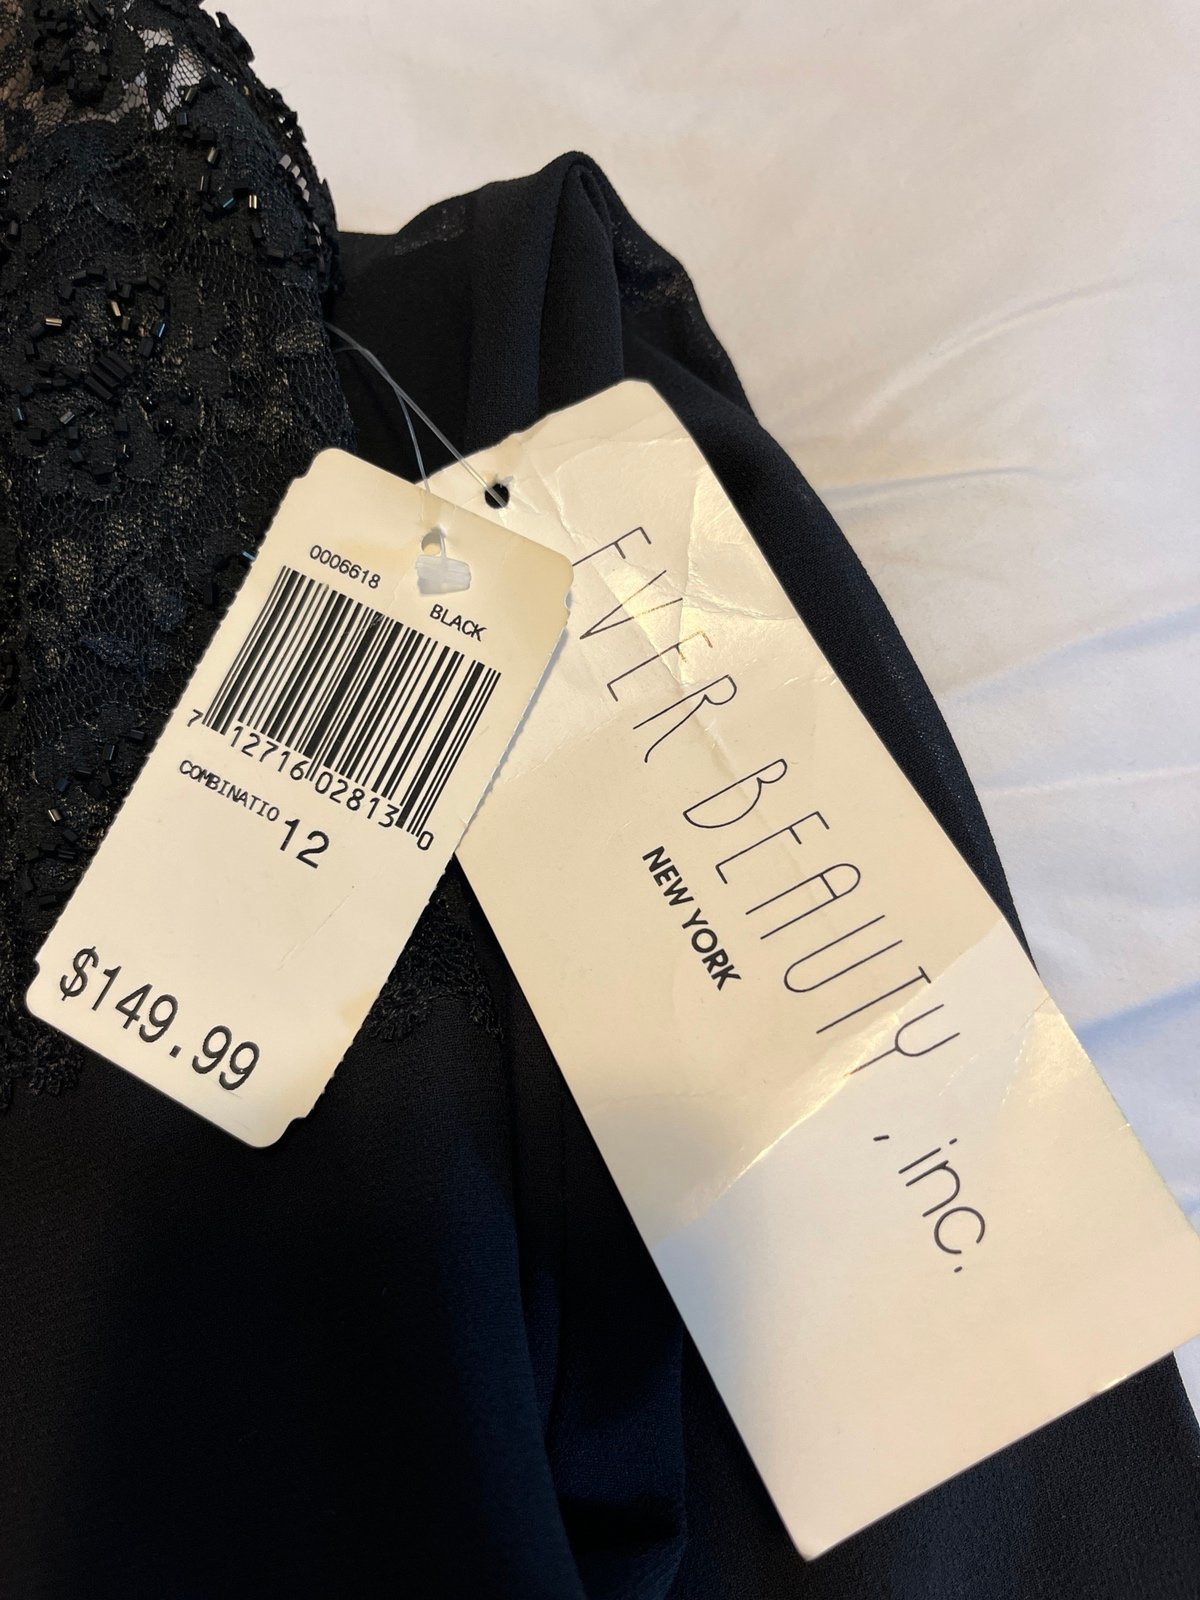 0006618
BLACK
7 12716 02813 0
COMBINATIO 12
$149.99
EVER BEAUTY, inc.
NEW YORK